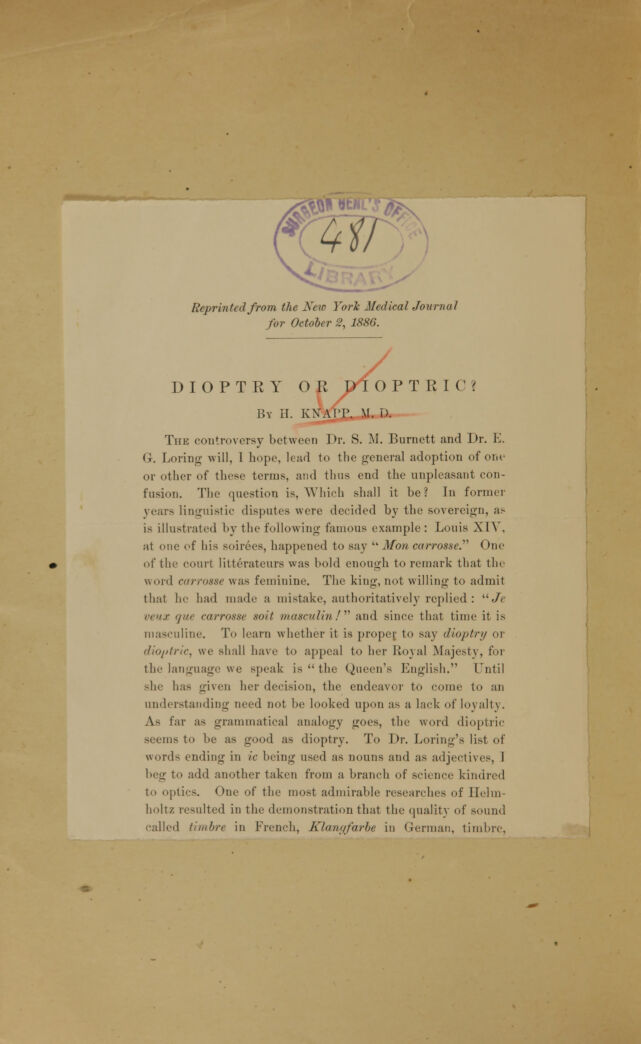 SURGEON GENL'S OFFICE
481
LIBRARY
Reprinted from the New York Medical Journal
for October 2, 1886.
DIOPTRY OR DIOPTRIC?
By H. KNAPP, M. D.
The controversy between Dr. S. M. Burnett and Dr. E.
G. Loring will, I hope, lead to the general adoption of one
or other of these terms, and thus end the unpleasant con-
fusion. The question is, Which shall it be? In former
years linguistic disputes were decided by the sovereign, as
is illustrated by the following famous example: Louis XIV,
at one of his soirées, happened to say "Mon carrosse." One
of the court littérateurs was bold enough to remark that the
word carrosse was feminine. The king, not willing to admit
that he had made a mistake, authoritatively replied: "Je
veux que carrosse soit masculin!" and since that time it is
masculine. To learn whether it is proper to say dioptry or
dioptric, we shall have to appeal to her Royal Majesty, for
the language we speak is "the Queen's English." Until
she has given her decision, the endeavor to come to an
understanding need not be looked upon as a lack of loyalty.
As far as grammatical analogy goes, the word dioptric
seems to be as good as dioptry. To Dr. Loring's list of
words ending in ic being used as nouns and as adjectives, I
beg to add another taken from a branch of science kindred
to optics. One of the most admirable researches of Helm-
holtz resulted in the demonstration that the quality of sound
called timbre in French, Klangfarbe in German, timbre,